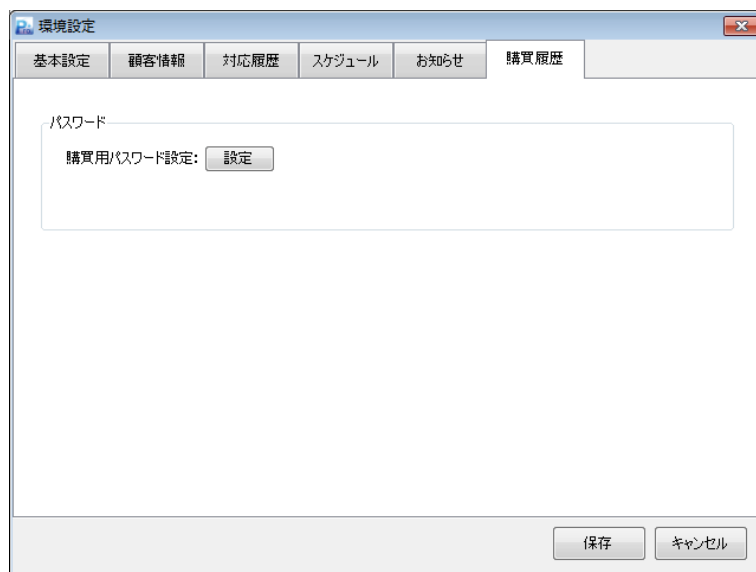 環境設定
基本設定 顧客情報 対応履歴 スケジュール お知らせ 購買履歴
パスワード
購買用パスワード設定: 設定
保存 キャンセル